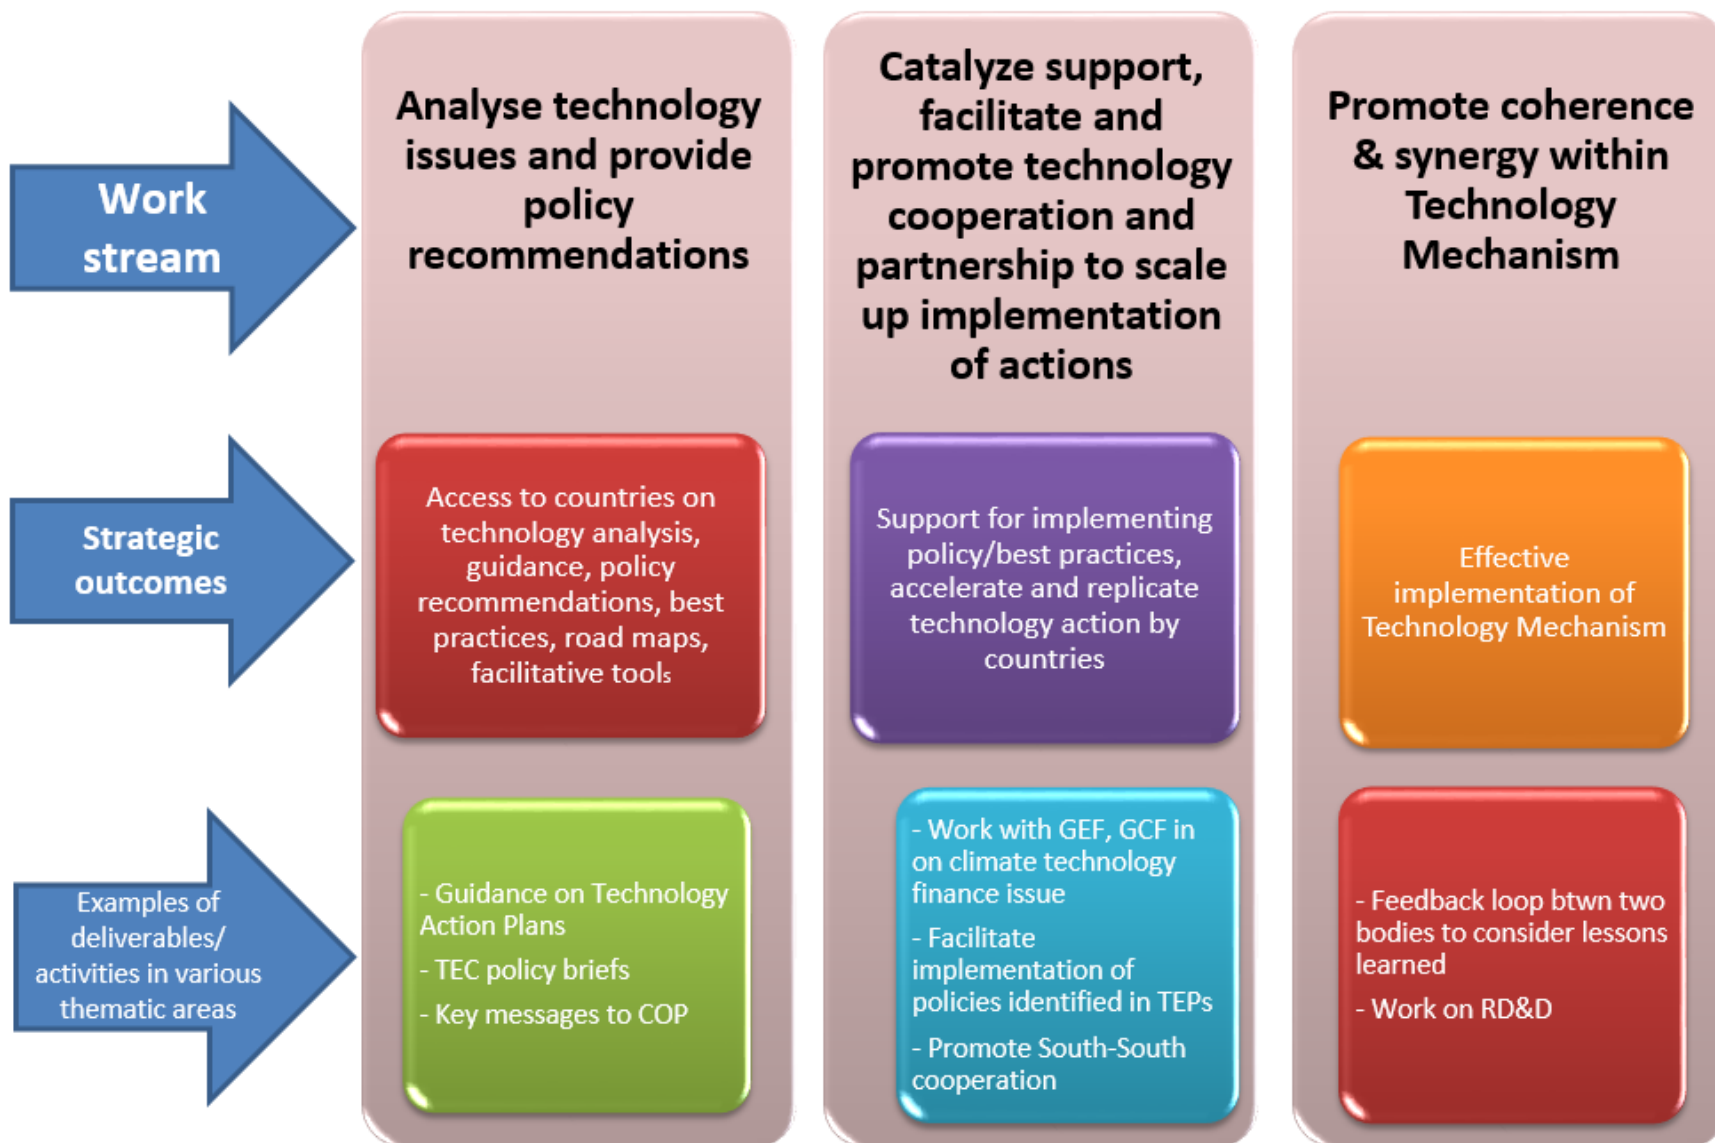 Work
stream
Analyse technology
issues and provide
policy
recommendations
Catalyze support,
facilitate and
promote technology
cooperation and
partnership to scale
up implementation
of actions
Promote coherence
& synergy within
Technology
Mechanism
Strategic
outcomes
Access to countries on
technology analysis,
guidance, policy
recommendations, best
practices, road maps,
facilitative tools
Support for implementing
policy/best practices,
accelerate and replicate
technology action by
countries
Effective
implementation of
Technology Mechanism
Examples of
deliverables/
activities in various
thematic areas
- Guidance on Technology
Action Plans
- TEC policy briefs
- Key messages to COP
- Work with GEF, GCF in
on climate technology
finance issue
- Facilitate
implementation of
policies identified in TEPs
- Promote South-South
cooperation
- Feedback loop btwn two
bodies to consider lessons
learned
- Work on RD&D